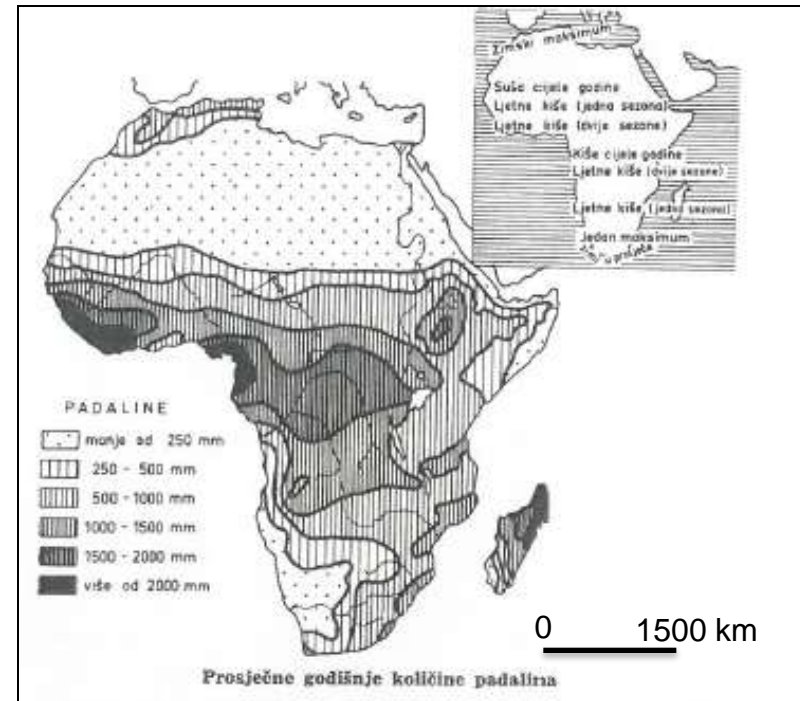 Zimski maksimum
Suša cijele godine
Ljetne kiše (jedna sezona)
Ljetne kiše (dvije sezone)
Kiše cijele godine
Ljetne kiše (dvije sezone)
Ljetne kiše (jedna sezona)
Jedan maksimum
PADALINE
manje od 250 mm
250 - 500 mm
500 - 1000 mm
1000 - 1500 mm
1500 - 2000 mm
više od 2000 mm
0 1500 km
Prosječne godišnje količine padalina